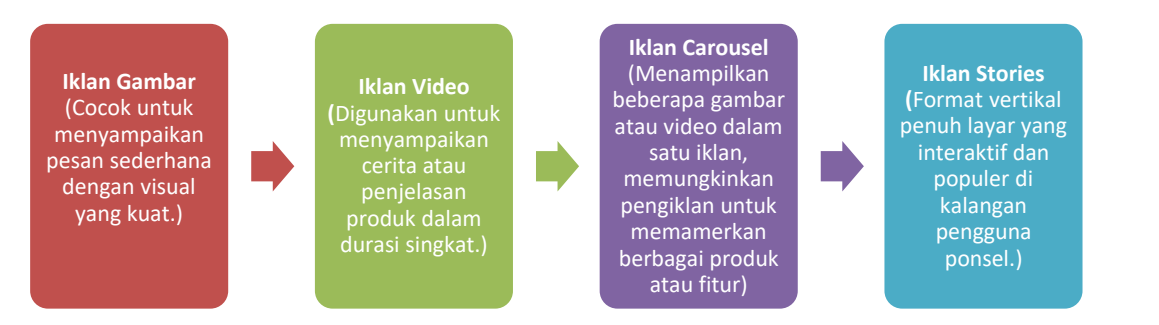 Iklan Gambar
(Cocok untuk
menyampaikan
pesan sederhana
dengan visual
yang kuat.)
Iklan Video
(Digunakan untuk
menyampaikan
cerita atau
penjelasan
produk dalam
durasi singkat.)
Iklan Carousel
(Menampilkan
beberapa gambar
atau video dalam
satu iklan,
memungkinkan
pengiklan untuk
memamerkan
berbagai produk
atau fitur)
Iklan Stories
(Format vertikal
penuh layar yang
interaktif dan
populer di
kalangan
pengguna
ponsel.)